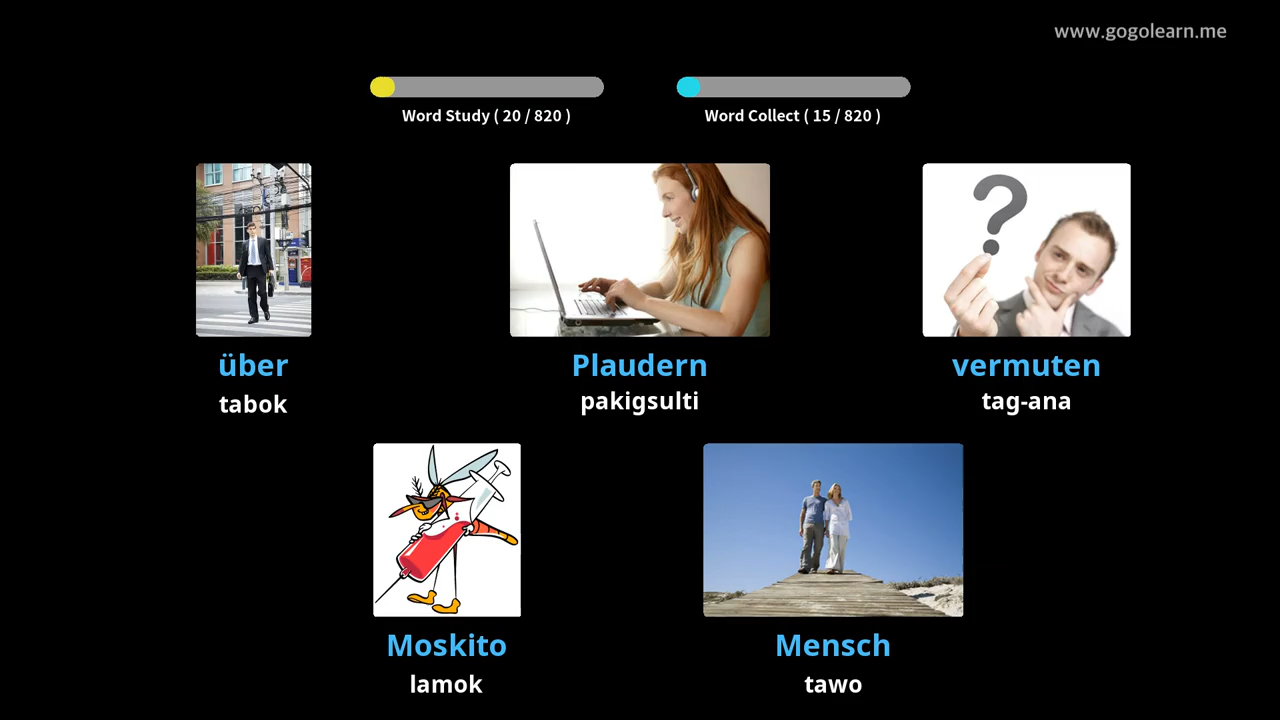 www.gogolearn.me
Word Study ( 20 / 820 )
Word Collect ( 15 / 820 )
über
tabok
Plaudern
pakigsulti
vermuten
tag-ana
Moskito
lamok
Mensch
tawo